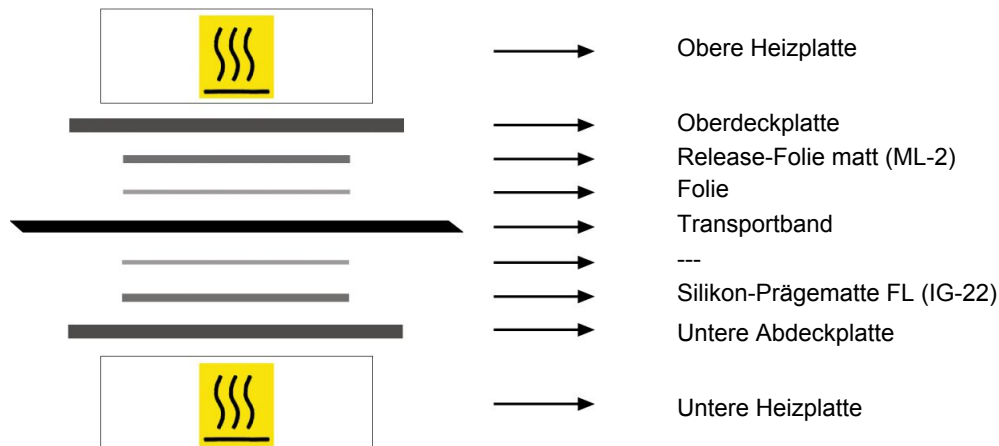 Obere Heizplatte
Oberdeckplatte
Release-Folie matt (ML-2)
Folie
Transportband
---
Silikon-Prägematte FL (IG-22)
Untere Abdeckplatte
Untere Heizplatte